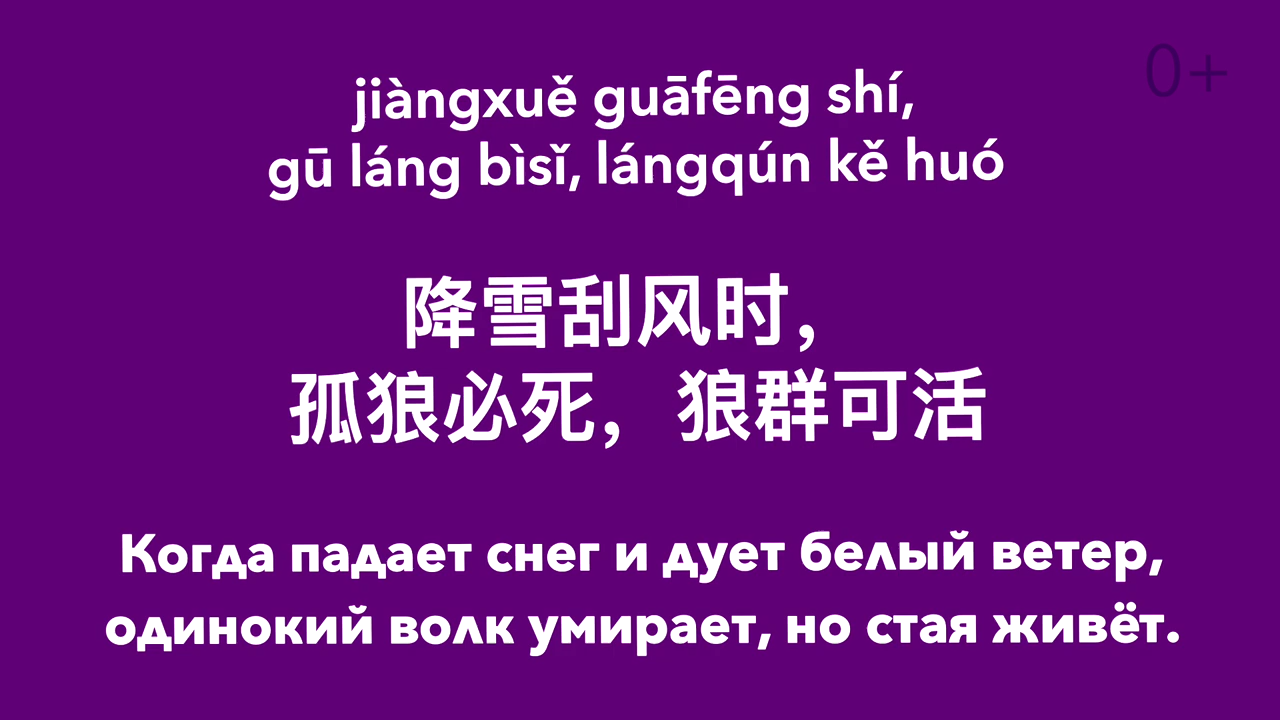 0+
jiàngxuě guāfēng shí,
gū láng bìsǐ, lángqún kě huó
降雪刮风时，
孤狼必死，狼群可活
Когда падает снег и дует белый ветер,
одинокий волк умирает, но стая живёт.